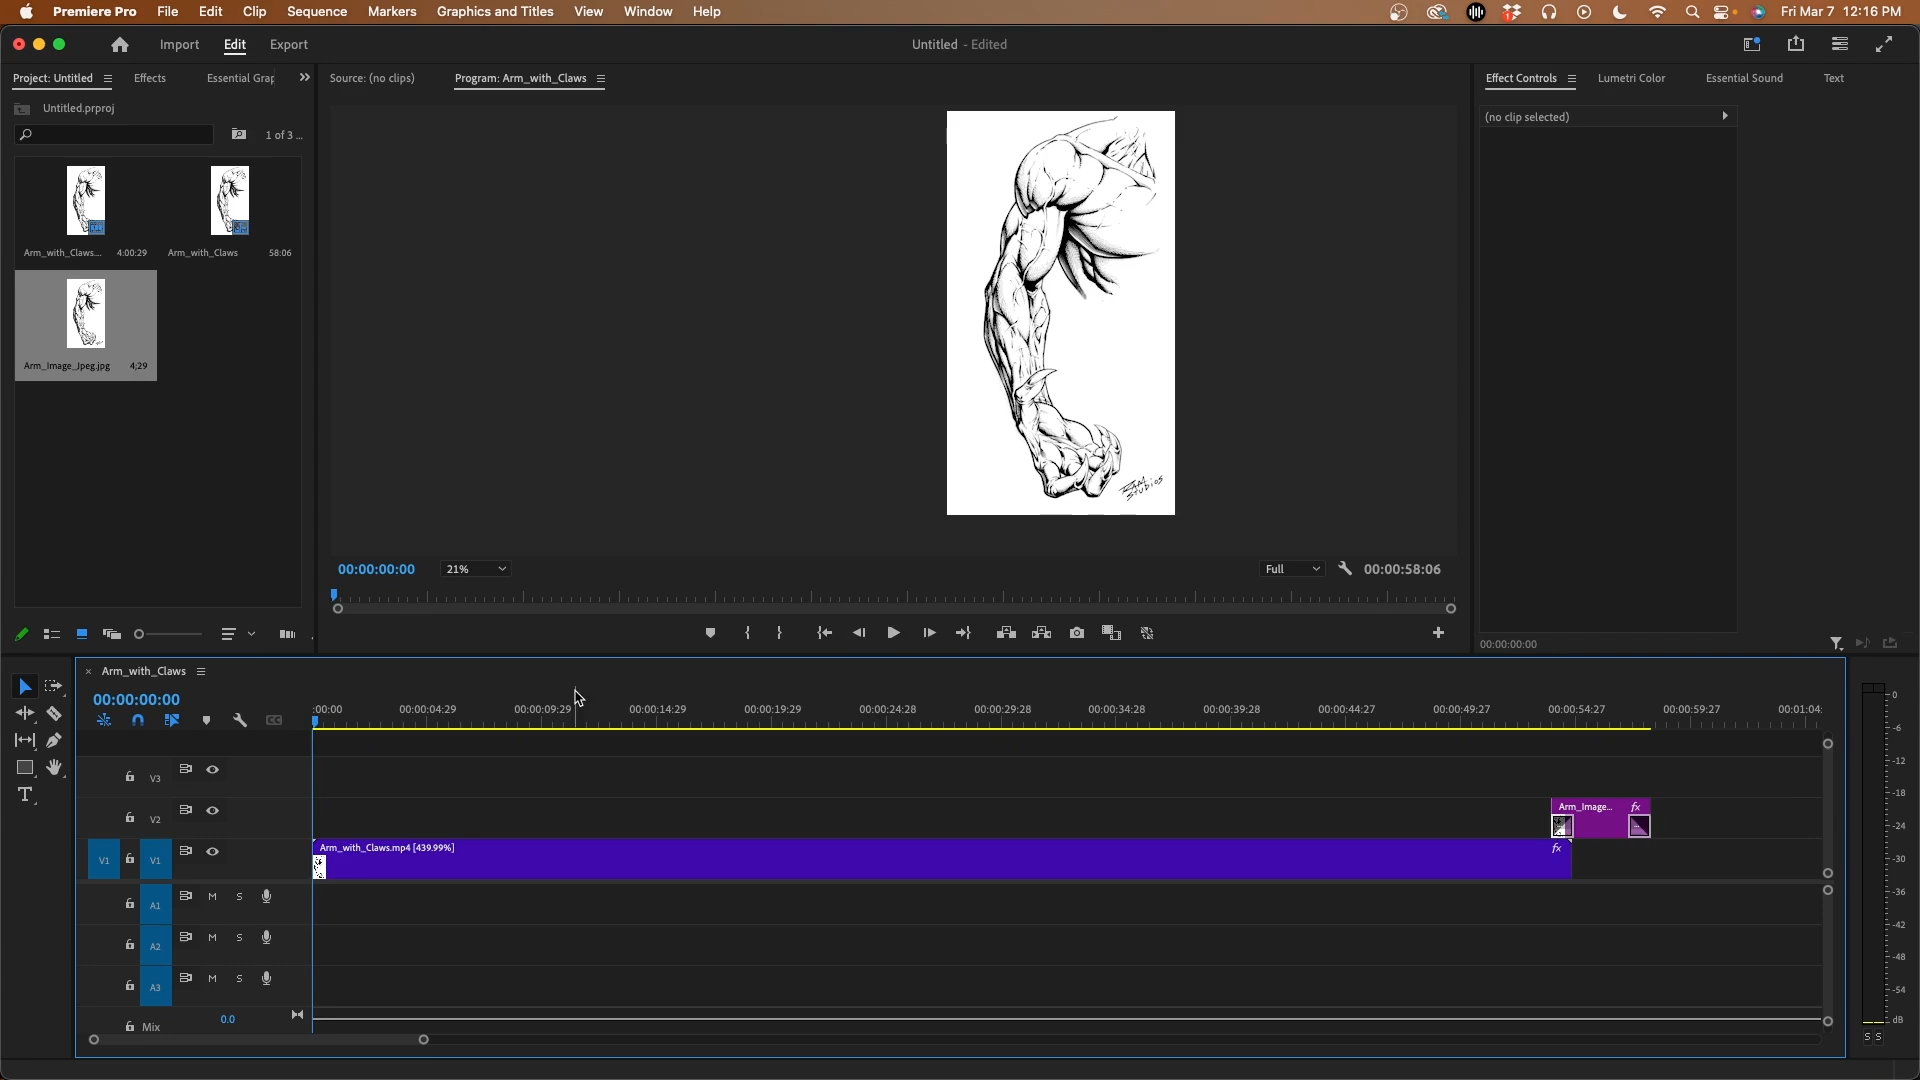 Premiere Pro File Edit Clip Sequence Markers Graphics and Titles View Window Help
Fri Mar 7 12:16 PM
Import Edit Export
Untitled - Edited
Project: Untitled Effects Essential Grap
Source: (no clips) Program: Arm_with_Claws
Effect Controls Lumetri Color Essential Sound Text
Untitled.prproj
1 of 3 ...
(no clip selected)
Arm_with_Claws... 4:00:29 Arm_with_Claws 58:06
Arm_Image_Jpeg.jpg 4;29
STUDIOS
00:00:00:00 21% Full 00:00:58:06
00:00:00:00
Arm_with_Claws
00:00:00:00
:00:00 00:00:04:29 00:00:09:29 00:00:14:29 00:00:19:29 00:00:24:28 00:00:29:28 00:00:34:28 00:00:39:28 00:00:44:27 00:00:49:27 00:00:54:27 00:00:59:27 00:01:04:
V3
V2
Arm_Image... fx
V1 V1
Arm_with_Claws.mp4 [439.99%] fx
A1 M S
A2 M S
A3 M S
Mix 0.0
0
-6
-12
-18
-24
-30
-36
-42
-48
-54
dB
S S